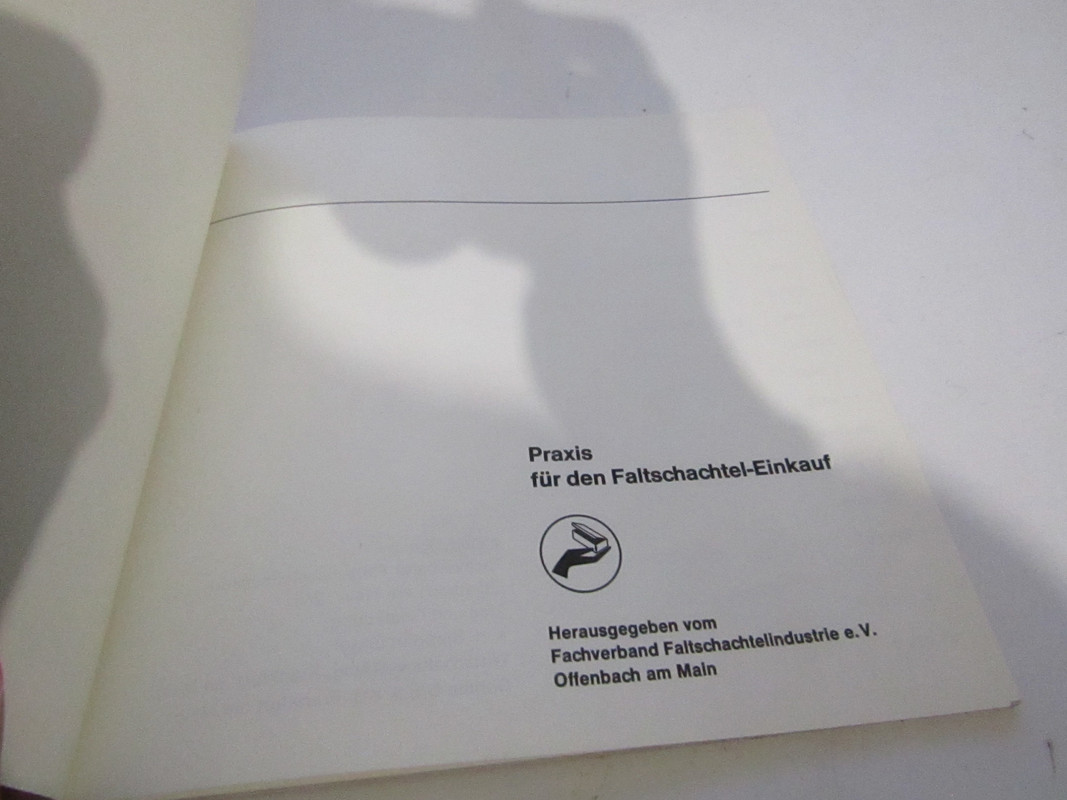 Praxis
für den Faltschachtel-Einkauf
Herausgegeben vom
Fachverband Faltschachtelindustrie e.V.
Offenbach am Main